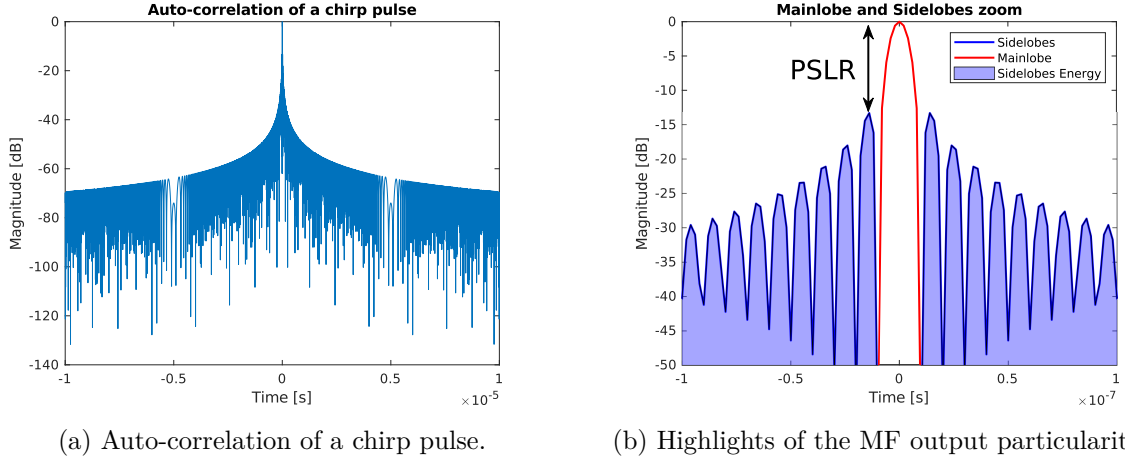 Auto-correlation of a chirp pulse
0
-20
-40
-60
-80
-100
-120
-140
Magnitude [dB]
-1 -0.5 0 0.5 1
Time [s]
×10⁻⁵
(a) Auto-correlation of a chirp pulse.
Mainlobe and Sidelobes zoom
0
-5
-10
-15
-20
-25
-30
-35
-40
-45
-50
Magnitude [dB]
PSLR
Sidelobes
Mainlobe
Sidelobes Energy
-1 -0.5 0 0.5 1
Time [s]
×10⁻⁷
(b) Highlights of the MF output particularit